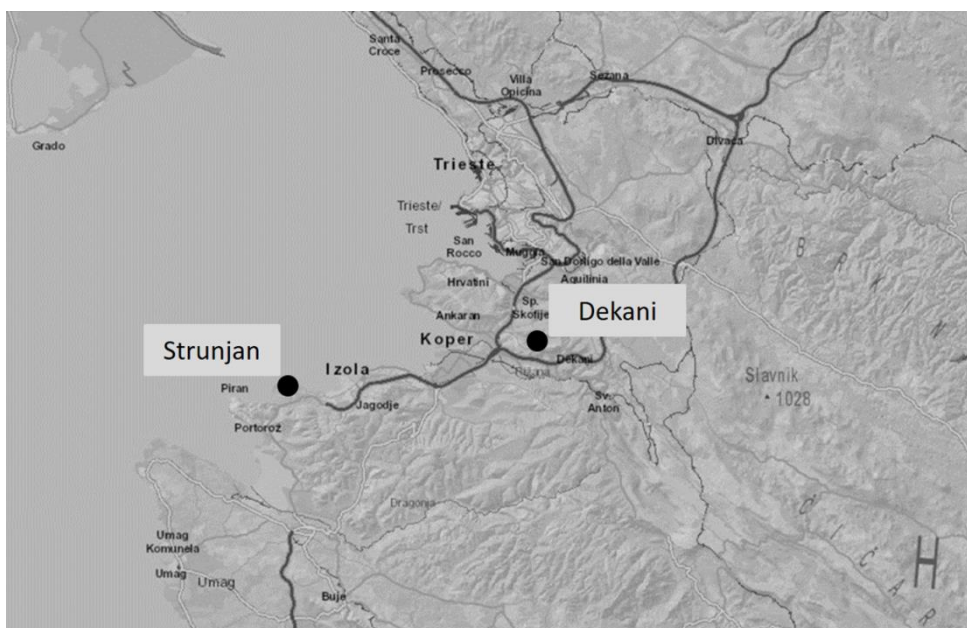 Santa
Croce
Prosecco
Villa
Opicina
Sezana
Grado
Divaca
Trieste
Trieste/
Trst
San
Rocco
Muggia
San Dorligo della Valle
Aquilinia
Hrvatini
Sp.
Skofije
Ankaran
Dekani
B
R
K
I
N
Koper
Strunjan
Izola
Dekani
Rizana
Piran
Jagodje
Sv.
Anton
Slavnik
1028
Portoroz
Dragonja
Umag
Komunela
Umag
Umag
Buje
Ć
I
Ć
A
R
H